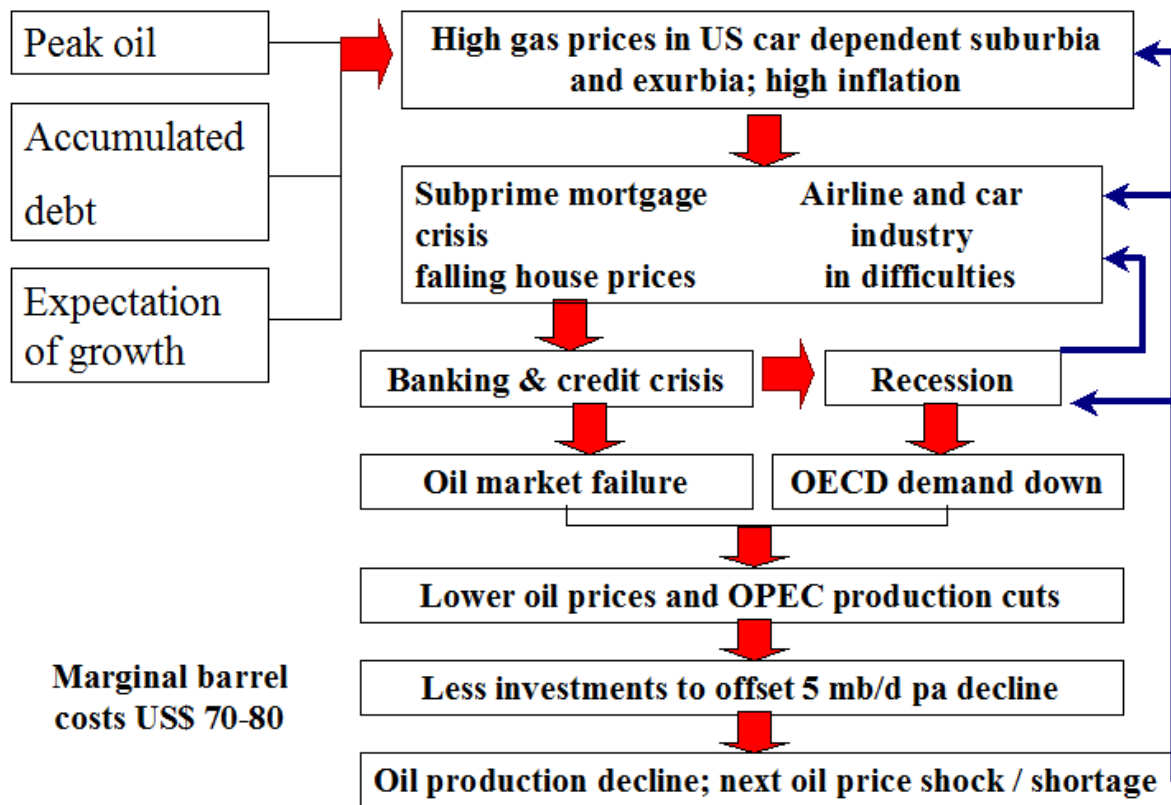 Peak oil
Accumulated
debt
Expectation
of growth
High gas prices in US car dependent suburbia
and exurbia; high inflation
Subprime mortgage
crisis
falling house prices
Airline and car
industry
in difficulties
Banking & credit crisis
Recession
Oil market failure
OECD demand down
Lower oil prices and OPEC production cuts
Marginal barrel
costs US$ 70-80
Less investments to offset 5 mb/d pa decline
Oil production decline; next oil price shock / shortage